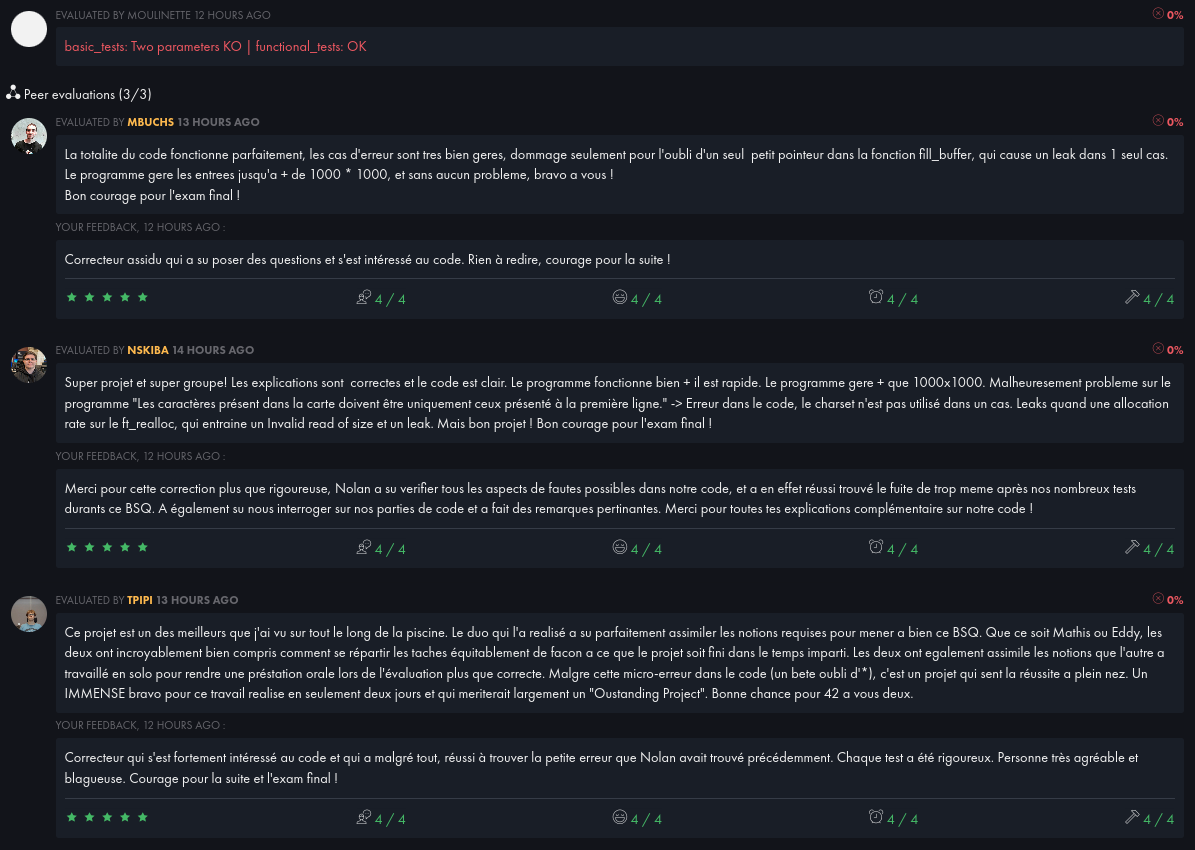 EVALUATED BY MOULINETTE 12 HOURS AGO
0%
basic_tests: Two parameters KO | functional_tests: OK
Peer evaluations (3/3)
EVALUATED BY MBUCHS 13 HOURS AGO
0%
La totalite du code fonctionne parfaitement, les cas d'erreur sont tres bien geres, dommage seulement pour l'oubli d'un seul  petit pointeur dans la fonction fill_buffer, qui cause un leak dans 1 seul cas.
Le programme gere les entrees jusqu'a + de 1000 * 1000, et sans aucun probleme, bravo a vous !
Bon courage pour l'exam final !
YOUR FEEDBACK, 12 HOURS AGO :
Correcteur assidu qui a su poser des questions et s'est intéressé au code. Rien à redire, courage pour la suite !
4 / 4
4 / 4
4 / 4
4 / 4
EVALUATED BY NSKIBA 14 HOURS AGO
0%
Super projet et super groupe! Les explications sont  correctes et le code est clair. Le programme fonctionne bien + il est rapide. Le programme gere + que 1000x1000. Malheuresement probleme sur le
programme "Les caractères présent dans la carte doivent être uniquement ceux présenté à la première ligne." -> Erreur dans le code, le charset n'est pas utilisé dans un cas. Leaks quand une allocation
rate sur le ft_realloc, qui entraine un Invalid read of size et un leak. Mais bon projet ! Bon courage pour l'exam final !
YOUR FEEDBACK, 12 HOURS AGO :
Merci pour cette correction plus que rigoureuse, Nolan a su verifier tous les aspects de fautes possibles dans notre code, et a en effet réussi trouvé le fuite de trop meme après nos nombreux tests
durants ce BSQ. A également su nous interroger sur nos parties de code et a fait des remarques pertinantes. Merci pour toutes tes explications complémentaire sur notre code !
4 / 4
4 / 4
4 / 4
4 / 4
EVALUATED BY TPIPI 13 HOURS AGO
0%
Ce projet est un des meilleurs que j'ai vu sur tout le long de la piscine. Le duo qui l'a realisé a su parfaitement assimiler les notions requises pour mener a bien ce BSQ. Que ce soit Mathis ou Eddy, les
deux ont incroyablement bien compris comment se répartir les taches équitablement de facon a ce que le projet soit fini dans le temps imparti. Les deux ont egalement assimile les notions que l'autre a
travaillé en solo pour rendre une préstation orale lors de l'évaluation plus que correcte. Malgre cette micro-erreur dans le code (un bete oubli d'*), c'est un projet qui sent la réussite a plein nez. Un
IMMENSE bravo pour ce travail realise en seulement deux jours et qui meriterait largement un "Oustanding Project". Bonne chance pour 42 a vous deux.
YOUR FEEDBACK, 12 HOURS AGO :
Correcteur qui s'est fortement intéressé au code et qui a malgré tout, réussi à trouver la petite erreur que Nolan avait trouvé précédemment. Chaque test a été rigoureux. Personne très agréable et
blagueuse. Courage pour la suite et l'exam final !
4 / 4
4 / 4
4 / 4
4 / 4